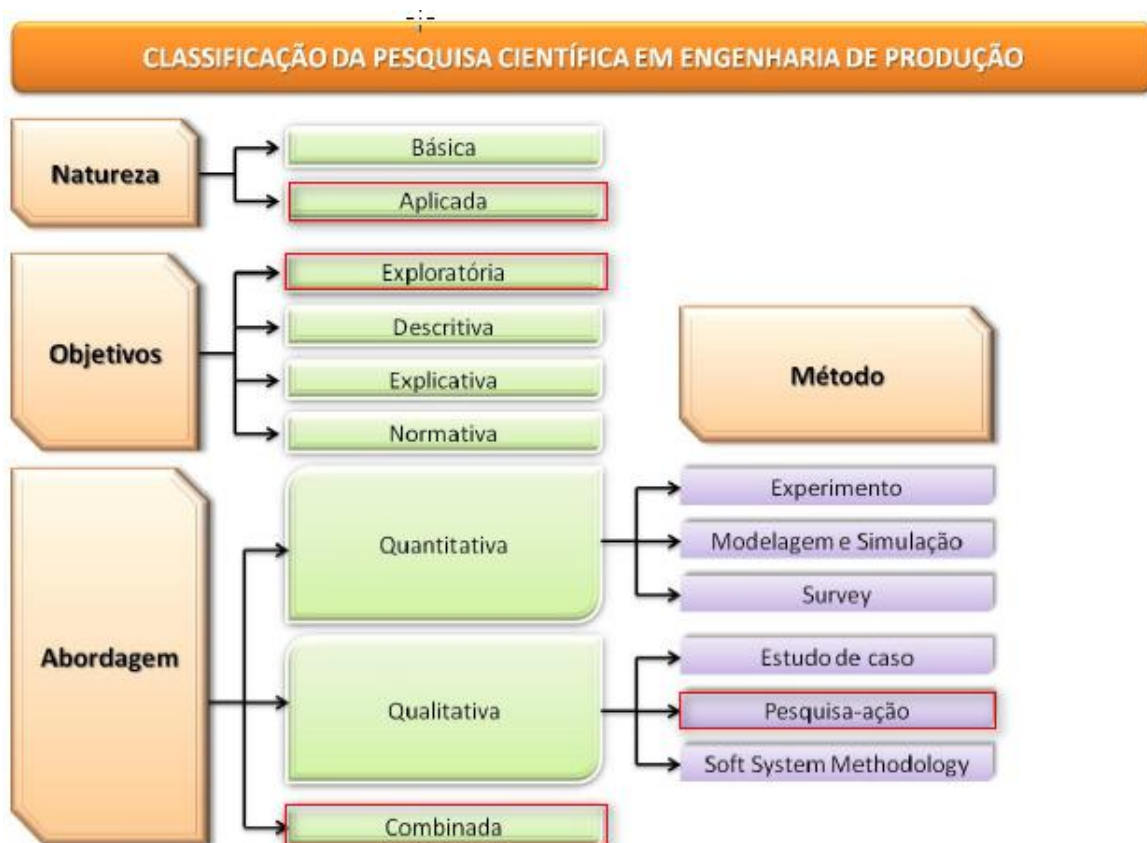 CLASSIFICAÇÃO DA PESQUISA CIENTÍFICA EM ENGENHARIA DE PRODUÇÃO
Natureza
Básica
Aplicada
Objetivos
Exploratória
Descritiva
Explicativa
Normativa
Método
Abordagem
Quantitativa
Experimento
Modelagem e Simulação
Survey
Qualitativa
Estudo de caso
Pesquisa-ação
Soft System Methodology
Combinada